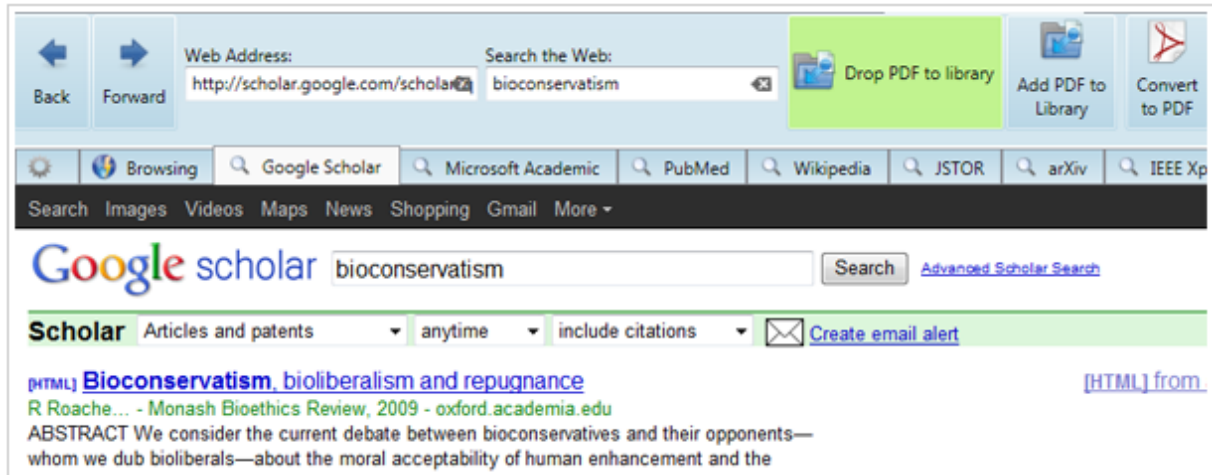 Back
Forward
Web Address:
http://scholar.google.com/scholar
Search the Web:
bioconservatism
Drop PDF to library
Add PDF to
Library
Convert
to PDF
Browsing Google Scholar Microsoft Academic PubMed Wikipedia JSTOR arXiv IEEE Xp
Search Images Videos Maps News Shopping Gmail More
Google scholar bioconservatism Search Advanced Scholar Search
Scholar Articles and patents anytime include citations Create email alert
[HTML] Bioconservatism, bioliberalism and repugnance [HTML] from
R Roache... - Monash Bioethics Review, 2009 - oxford.academia.edu
ABSTRACT We consider the current debate between bioconservatives and their opponents—
whom we dub bioliberals—about the moral acceptability of human enhancement and the